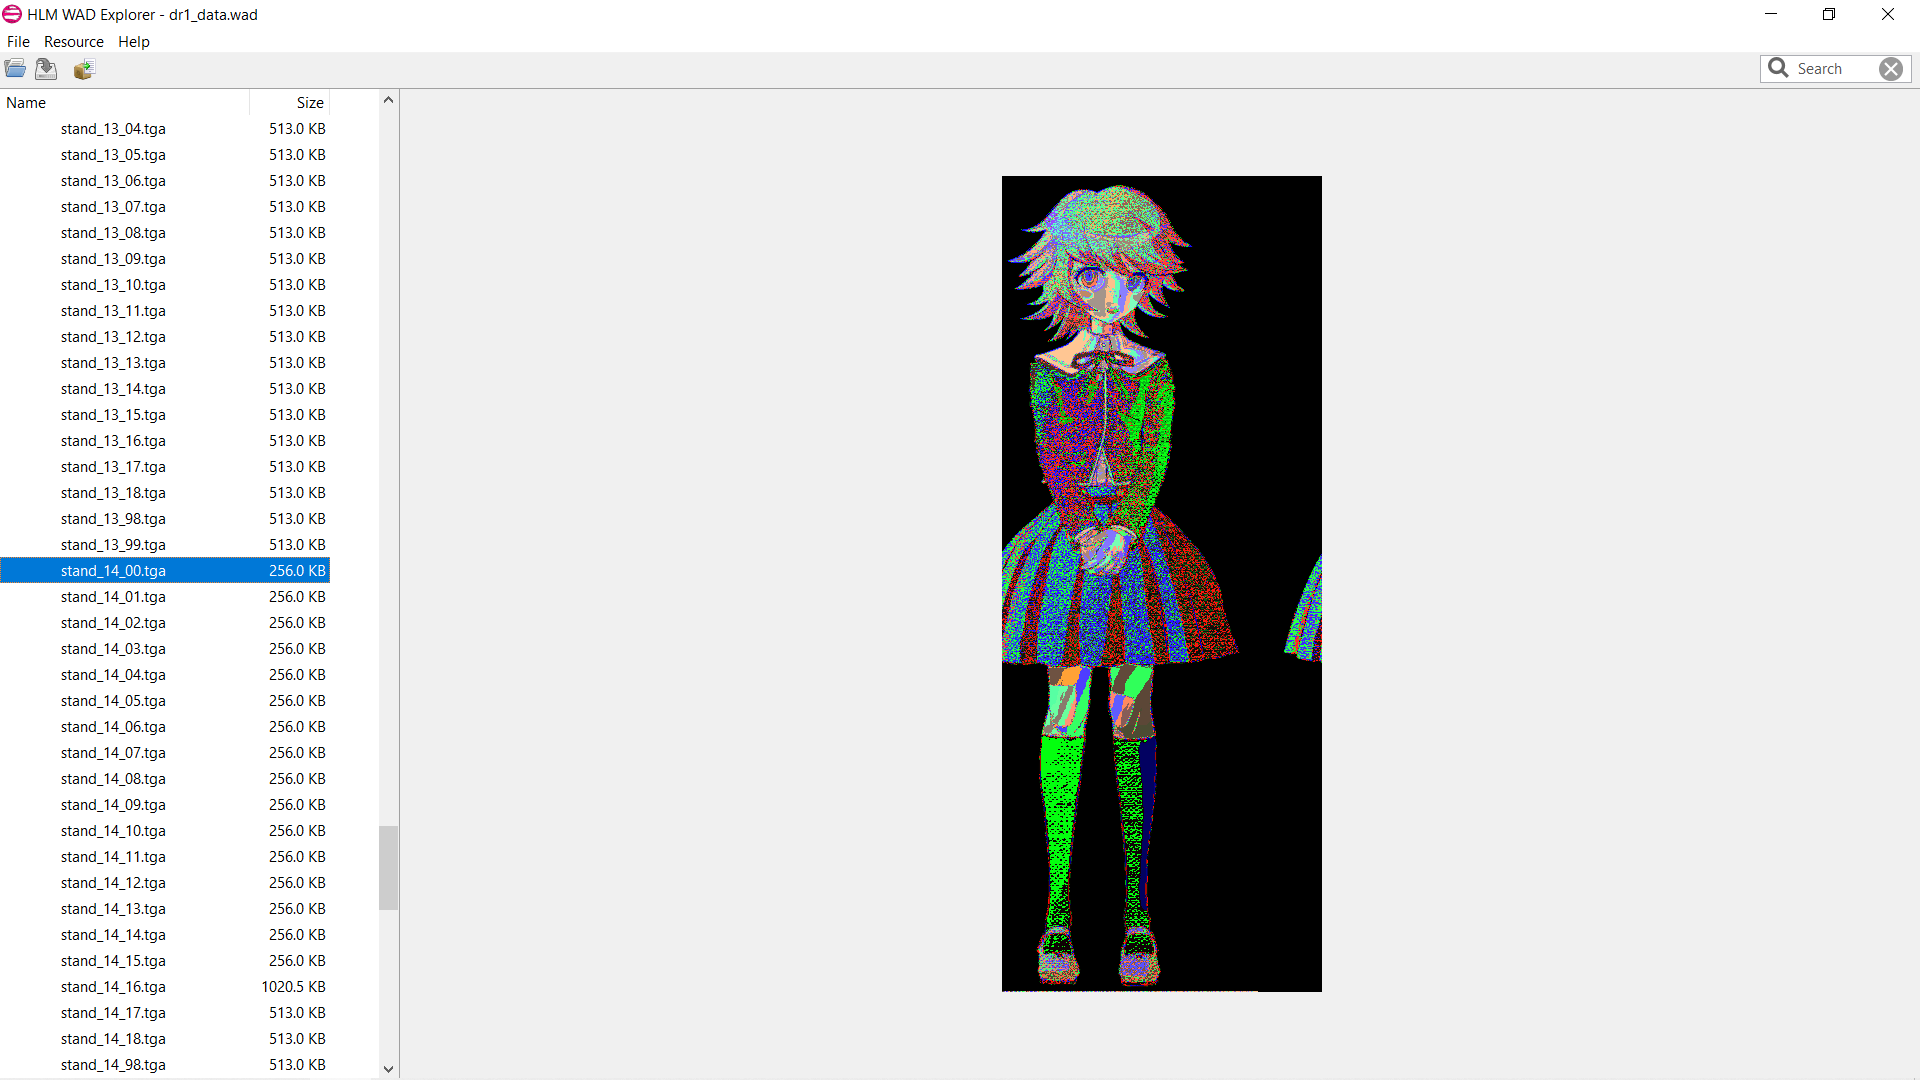 HLM WAD Explorer - dr1_data.wad
File Resource Help
Search
Name Size
stand_13_04.tga 513.0 KB
stand_13_05.tga 513.0 KB
stand_13_06.tga 513.0 KB
stand_13_07.tga 513.0 KB
stand_13_08.tga 513.0 KB
stand_13_09.tga 513.0 KB
stand_13_10.tga 513.0 KB
stand_13_11.tga 513.0 KB
stand_13_12.tga 513.0 KB
stand_13_13.tga 513.0 KB
stand_13_14.tga 513.0 KB
stand_13_15.tga 513.0 KB
stand_13_16.tga 513.0 KB
stand_13_17.tga 513.0 KB
stand_13_18.tga 513.0 KB
stand_13_98.tga 513.0 KB
stand_13_99.tga 513.0 KB
stand_14_00.tga 256.0 KB
stand_14_01.tga 256.0 KB
stand_14_02.tga 256.0 KB
stand_14_03.tga 256.0 KB
stand_14_04.tga 256.0 KB
stand_14_05.tga 256.0 KB
stand_14_06.tga 256.0 KB
stand_14_07.tga 256.0 KB
stand_14_08.tga 256.0 KB
stand_14_09.tga 256.0 KB
stand_14_10.tga 256.0 KB
stand_14_11.tga 256.0 KB
stand_14_12.tga 256.0 KB
stand_14_13.tga 256.0 KB
stand_14_14.tga 256.0 KB
stand_14_15.tga 256.0 KB
stand_14_16.tga 1020.5 KB
stand_14_17.tga 513.0 KB
stand_14_18.tga 513.0 KB
stand_14_98.tga 513.0 KB